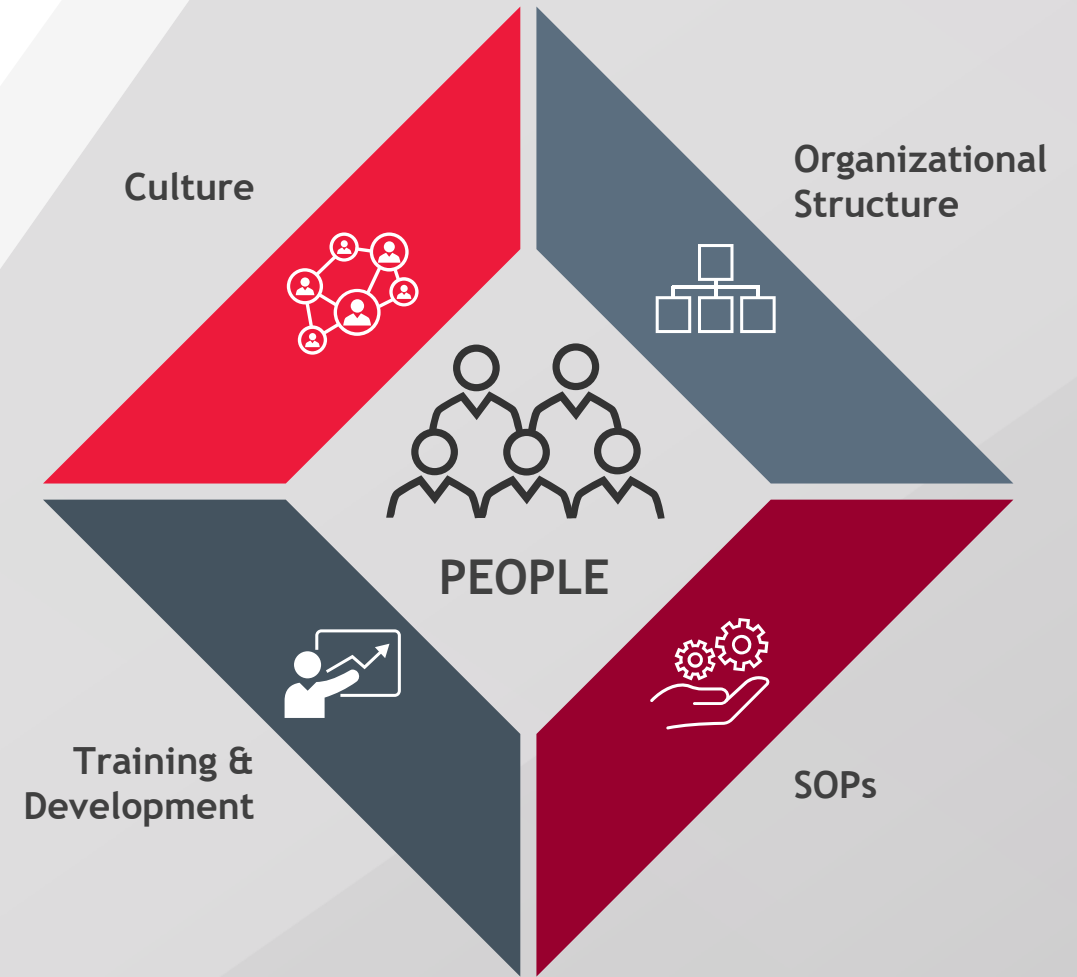 Culture
Organizational
Structure
PEOPLE
Training &
Development
SOPs